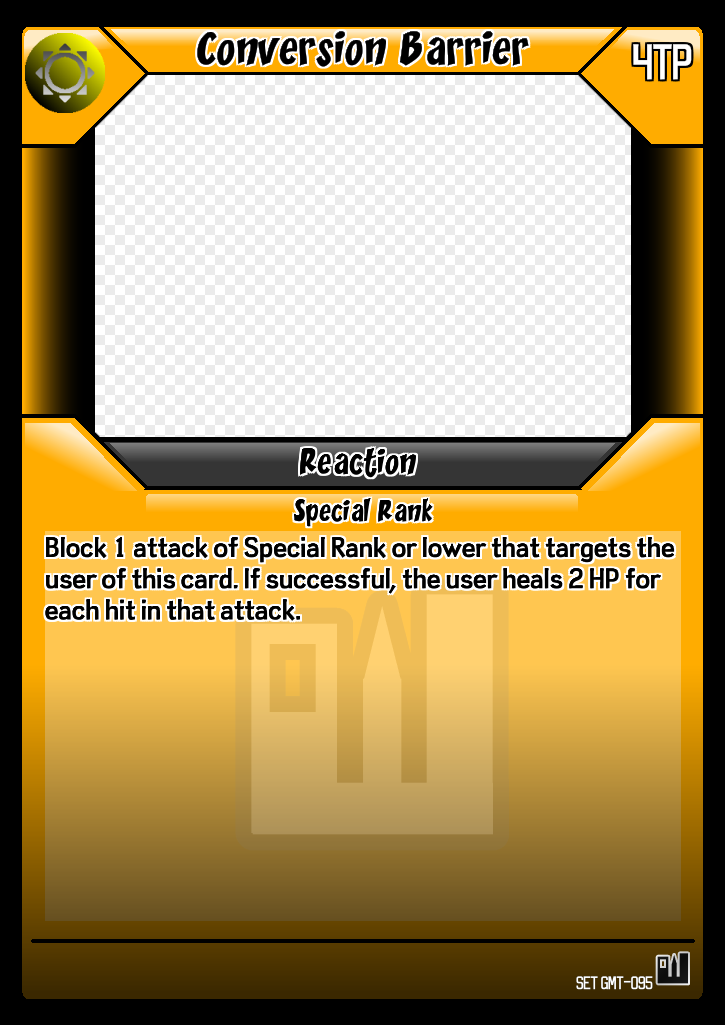 Conversion Barrier
4TP
Reaction
Special Rank
Block 1 attack of Special Rank or lower that targets the
user of this card. If successful, the user heals 2 HP for
each hit in that attack.
SET GMT-095